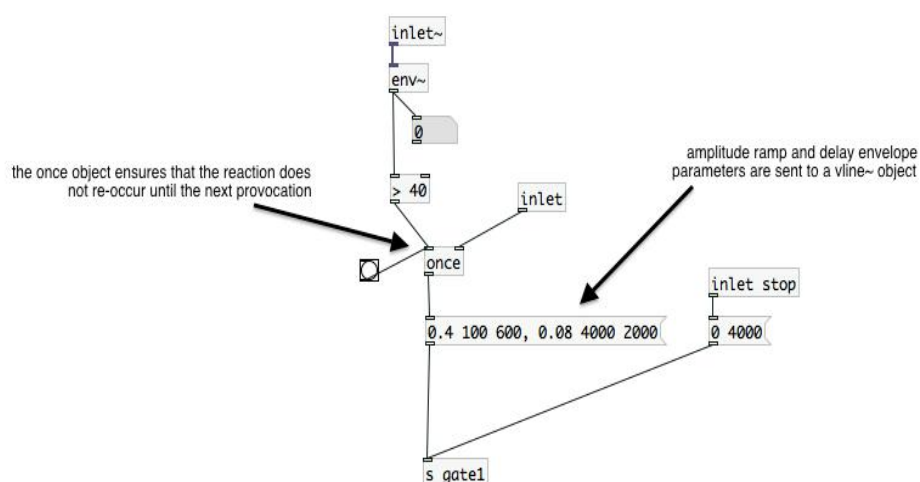 inlet~
env~
0
the once object ensures that the reaction does
not re-occur until the next provocation
amplitude ramp and delay envelope
parameters are sent to a vline~ object
> 40
inlet
once
inlet stop
0.4 100 600, 0.08 4000 2000
0 4000
s gate1